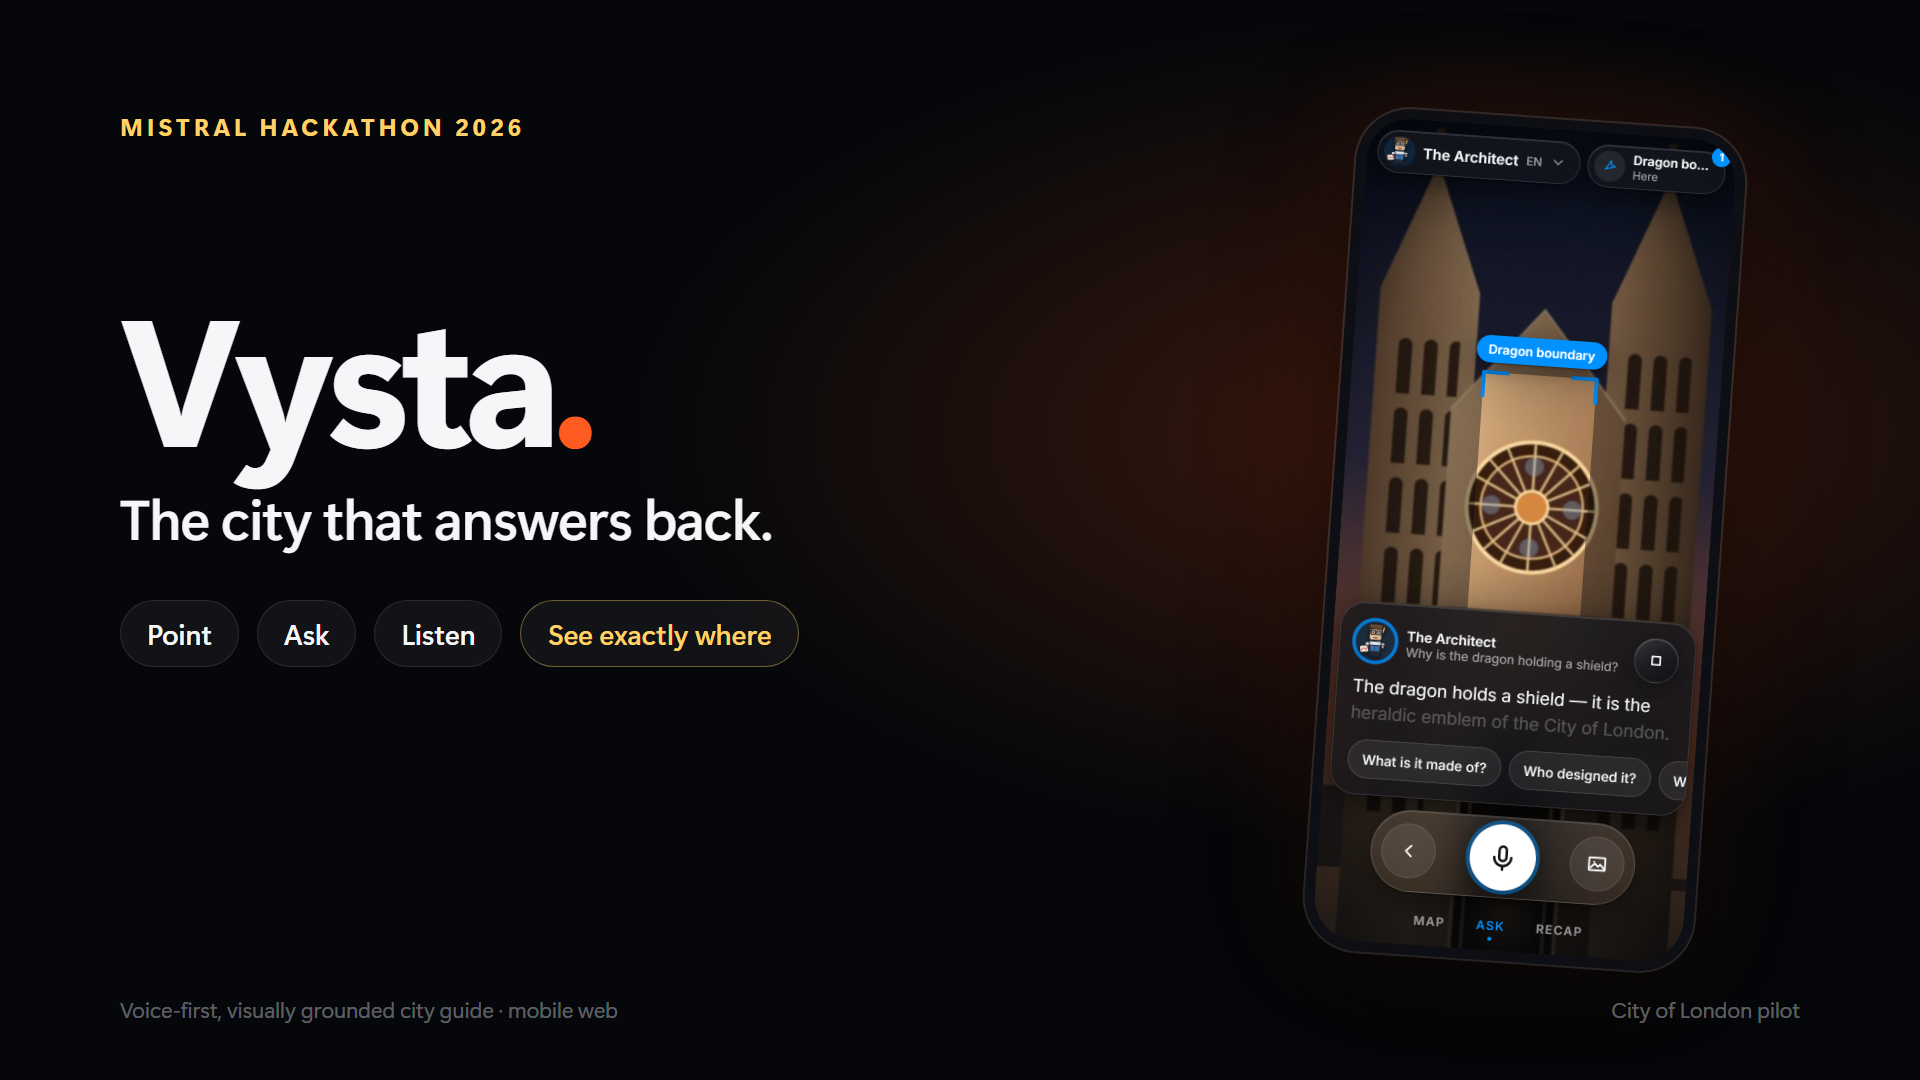 MISTRAL HACKATHON 2026
Vysta.
The city that answers back.
Point
Ask
Listen
See exactly where
Voice-first, visually grounded city guide · mobile web
The Architect EN
Dragon bo...
Here
1
Dragon boundary
The Architect
Why is the dragon holding a shield?
The dragon holds a shield — it is the
heraldic emblem of the City of London.
What is it made of?
Who designed it?
W
MAP
ASK
RECAP
City of London pilot